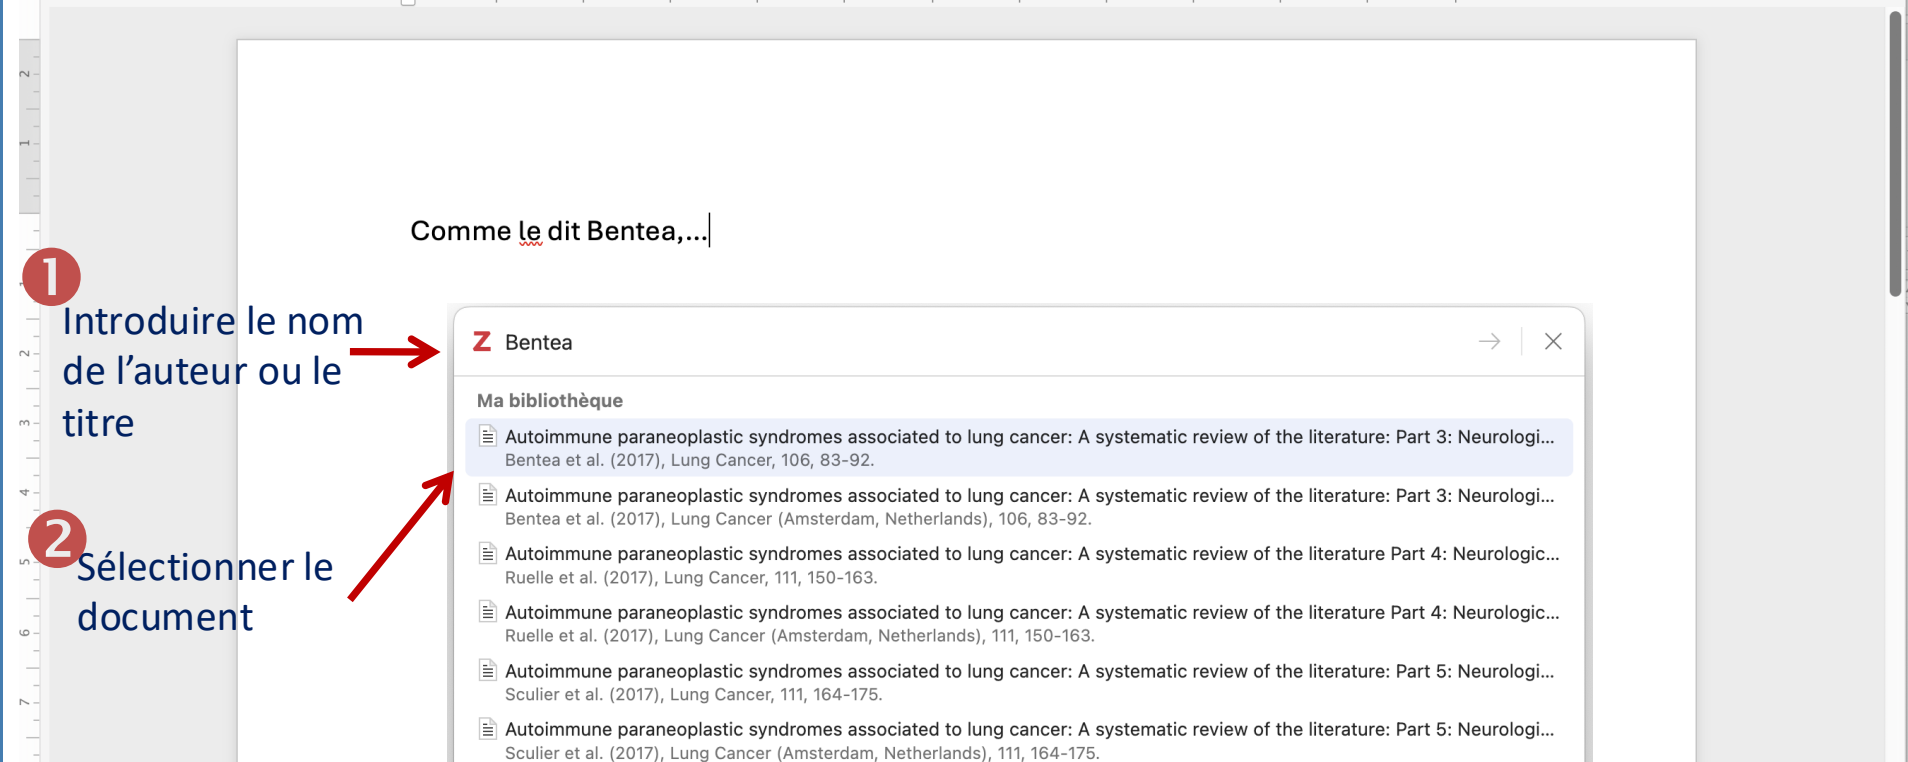 Comme le dit Bentea,...
1
Introduire le nom
de l’auteur ou le
titre
Z Bentea
Ma bibliothèque
Autoimmune paraneoplastic syndromes associated to lung cancer: A systematic review of the literature: Part 3: Neurologi...
Bentea et al. (2017), Lung Cancer, 106, 83-92.
Autoimmune paraneoplastic syndromes associated to lung cancer: A systematic review of the literature: Part 3: Neurologi...
Bentea et al. (2017), Lung Cancer (Amsterdam, Netherlands), 106, 83-92.
2
Sélectionner le
document
Autoimmune paraneoplastic syndromes associated to lung cancer: A systematic review of the literature Part 4: Neurologic...
Ruelle et al. (2017), Lung Cancer, 111, 150-163.
Autoimmune paraneoplastic syndromes associated to lung cancer: A systematic review of the literature Part 4: Neurologic...
Ruelle et al. (2017), Lung Cancer (Amsterdam, Netherlands), 111, 150-163.
Autoimmune paraneoplastic syndromes associated to lung cancer: A systematic review of the literature: Part 5: Neurologi...
Sculier et al. (2017), Lung Cancer, 111, 164-175.
Autoimmune paraneoplastic syndromes associated to lung cancer: A systematic review of the literature: Part 5: Neurologi...
Sculier et al. (2017), Lung Cancer (Amsterdam, Netherlands), 111, 164-175.
2
1
2
3
4
5
6
7